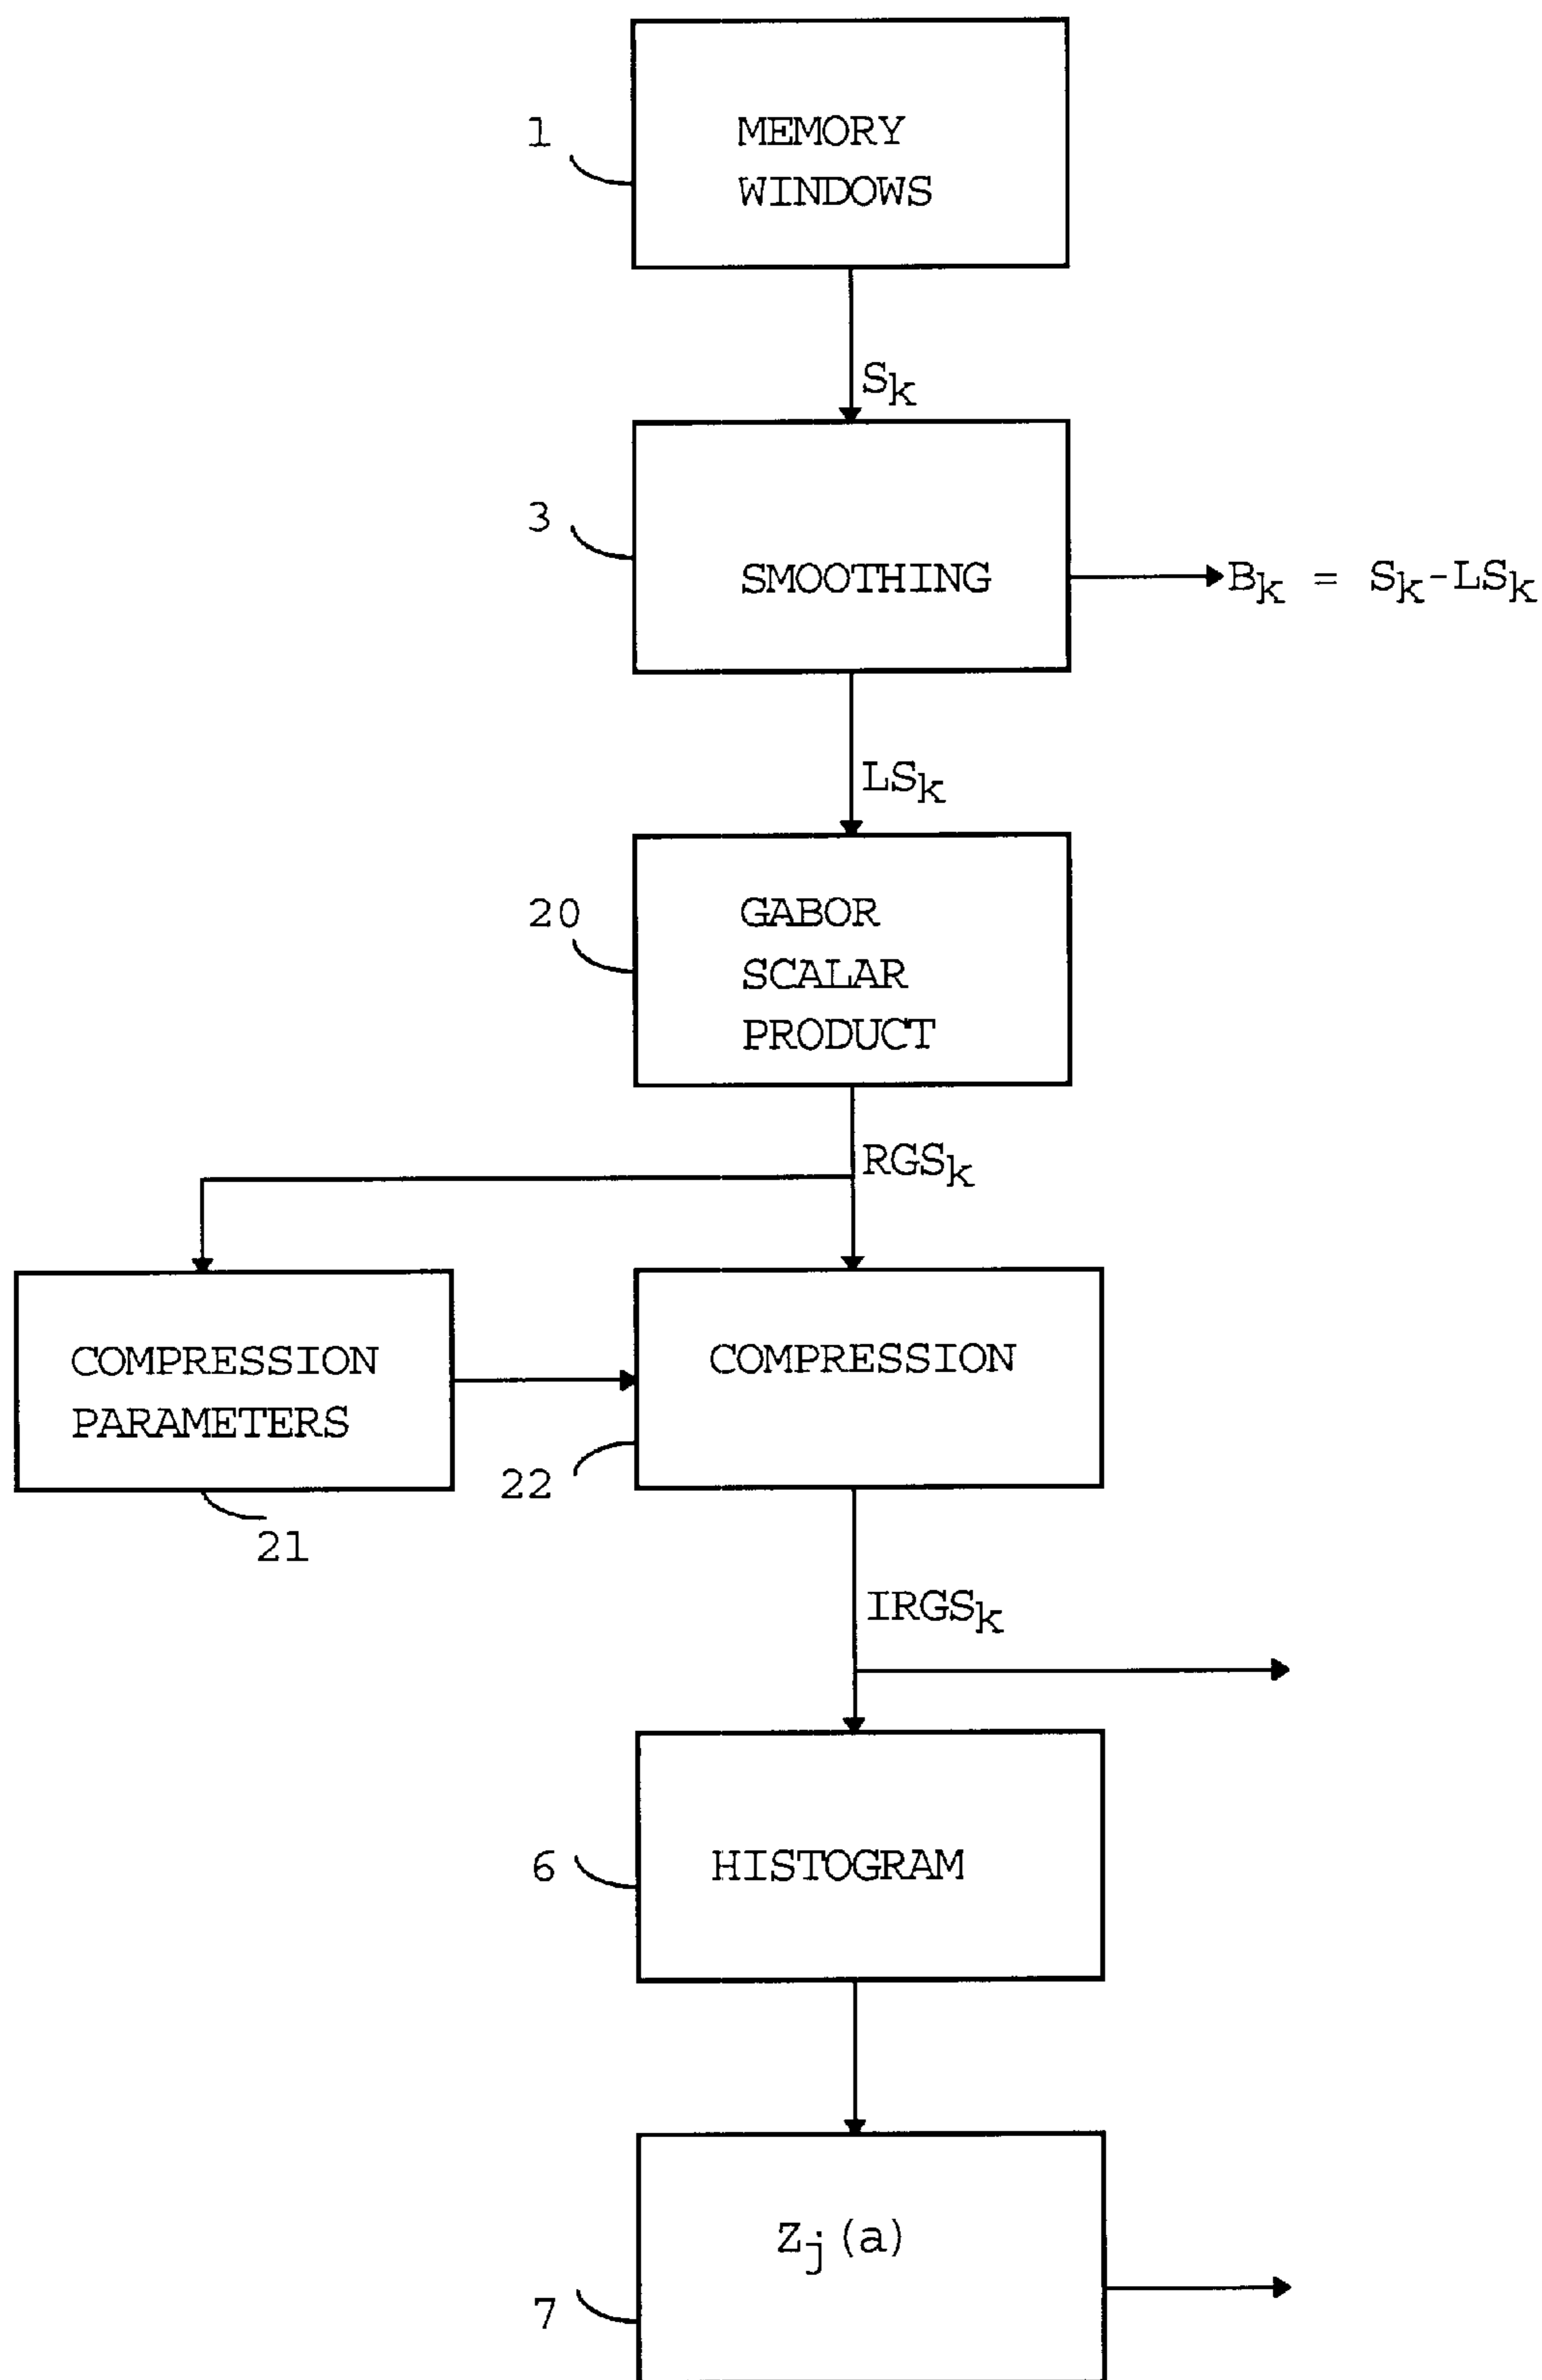 1
MEMORY
WINDOWS
Sk
3
SMOOTHING
Bk = Sk-LSk
LSk
20
GABOR
SCALAR
PRODUCT
RGSk
COMPRESSION
PARAMETERS
COMPRESSION
22
21
IRGSk
6
HISTOGRAM
Zj(a)
7